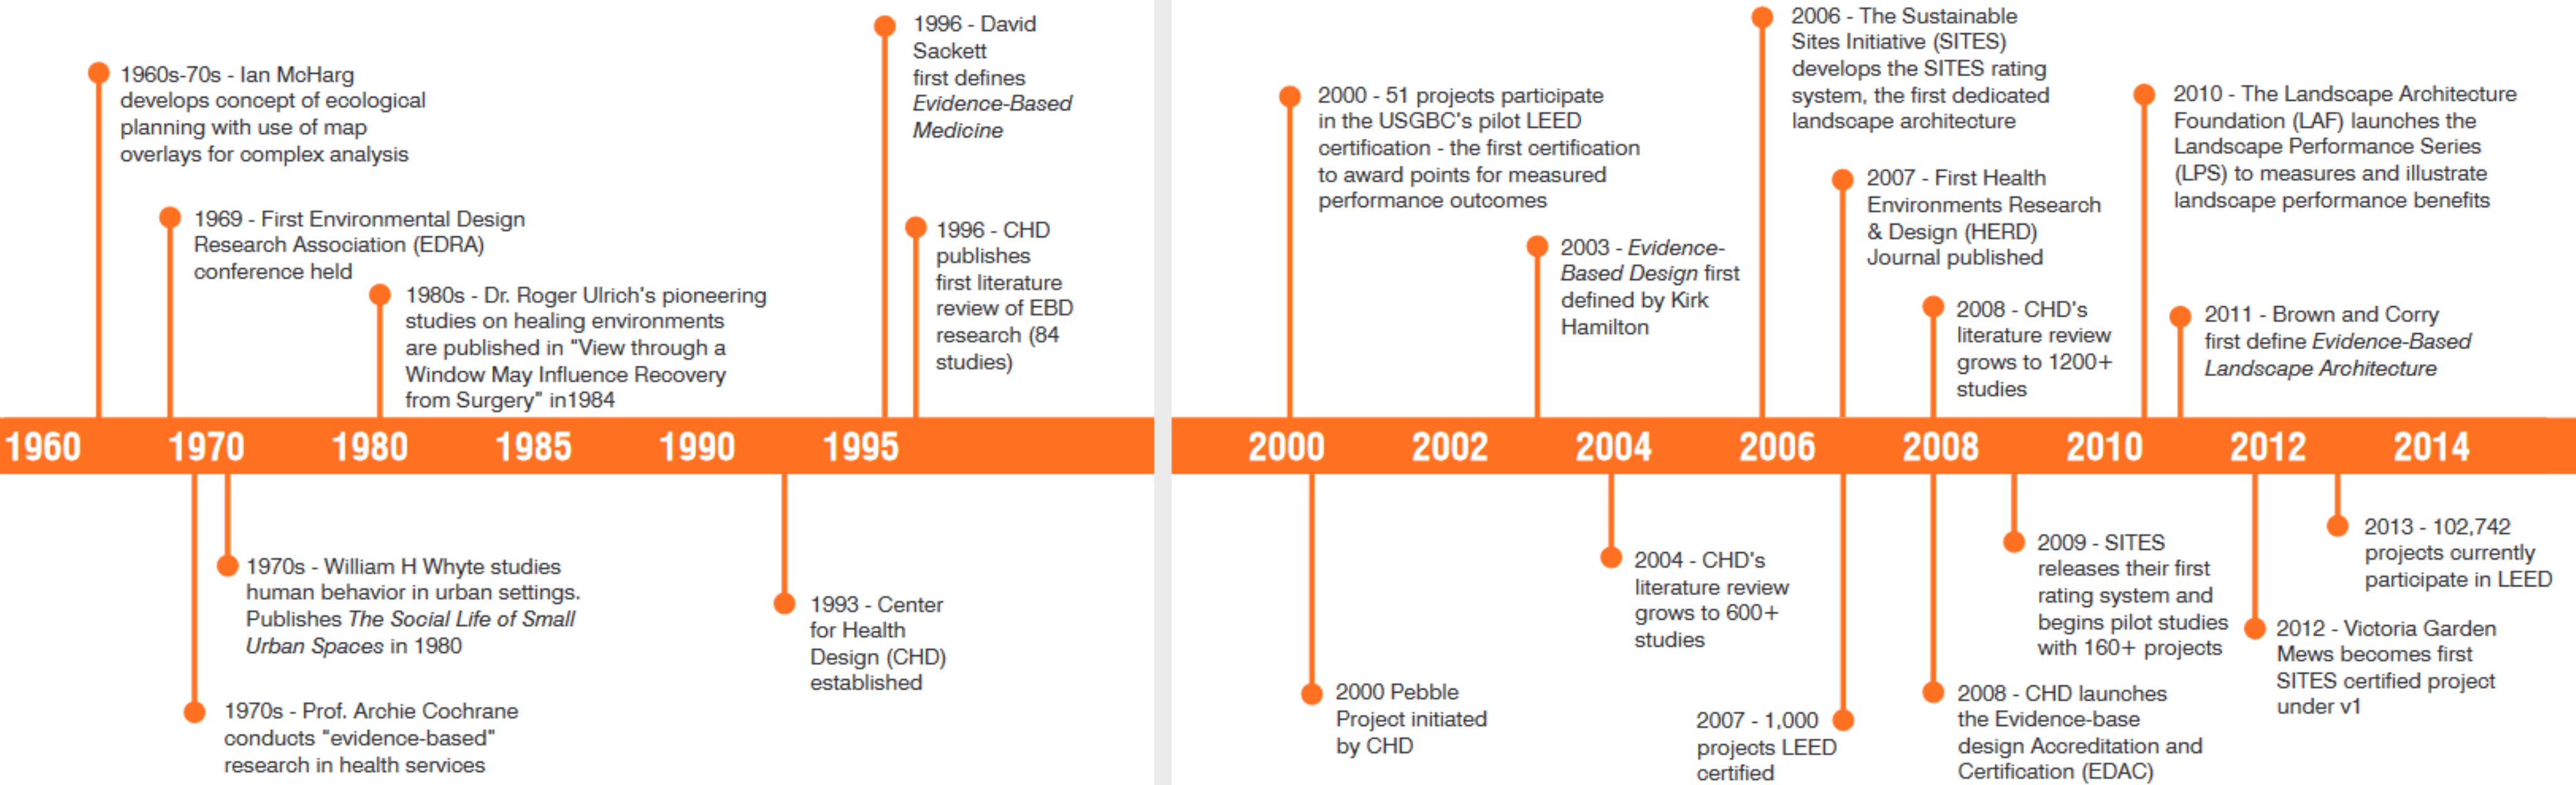 1960s-70s - Ian McHarg
develops concept of ecological
planning with use of map
overlays for complex analysis
1969 - First Environmental Design
Research Association (EDRA)
conference held
1980s - Dr. Roger Ulrich's pioneering
studies on healing environments
are published in "View through a
Window May Influence Recovery
from Surgery" in1984
1996 - David
Sackett
first defines
Evidence-Based
Medicine
1996 - CHD
publishes
first literature
review of EBD
research (84
studies)
2000 - 51 projects participate
in the USGBC's pilot LEED
certification - the first certification
to award points for measured
performance outcomes
2003 - Evidence-
Based Design first
defined by Kirk
Hamilton
2006 - The Sustainable
Sites Initiative (SITES)
develops the SITES rating
system, the first dedicated
landscape architecture
2007 - First Health
Environments Research
& Design (HERD)
Journal published
2008 - CHD's
literature review
grows to 1200+
studies
2010 - The Landscape Architecture
Foundation (LAF) launches the
Landscape Performance Series
(LPS) to measures and illustrate
landscape performance benefits
2011 - Brown and Corry
first define Evidence-Based
Landscape Architecture
1960 1970 1980 1985 1990 1995 2000 2002 2004 2006 2008 2010 2012 2014
1970s - William H Whyte studies
human behavior in urban settings.
Publishes The Social Life of Small
Urban Spaces in 1980
1970s - Prof. Archie Cochrane
conducts "evidence-based"
research in health services
1993 - Center
for Health
Design (CHD)
established
2000 Pebble
Project initiated
by CHD
2004 - CHD's
literature review
grows to 600+
studies
2007 - 1,000
projects LEED
certified
2008 - CHD launches
the Evidence-base
design Accreditation and
Certification (EDAC)
2009 - SITES
releases their first
rating system and
begins pilot studies
with 160+ projects
2012 - Victoria Garden
Mews becomes first
SITES certified project
under v1
2013 - 102,742
projects currently
participate in LEED